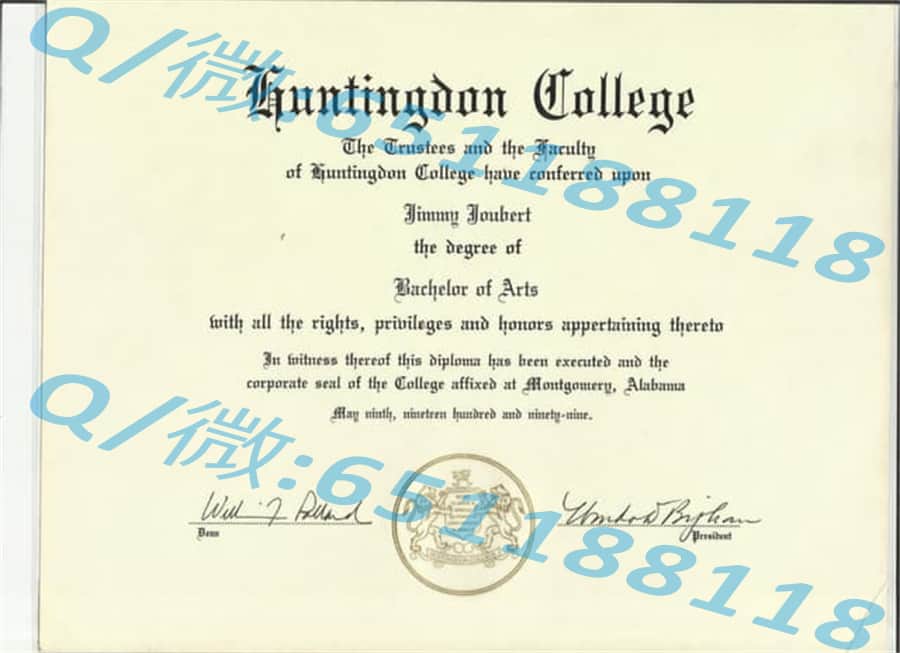 Q/微:651188118
Huntingdon College
The Trustees and the Faculty
of Huntingdon College have conferred upon
Jimmy Joubert
the degree of
Bachelor of Arts
with all the rights, privileges and honors appertaining thereto
In witness thereof this diploma has been executed and the
corporate seal of the College affixed at Montgomery, Alabama
May ninth, nineteen hundred and ninety-nine.
Q/微:651188118
Dean
President